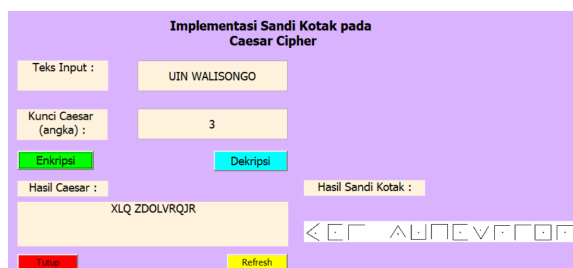 Implementasi Sandi Kotak pada
Caesar Cipher
Teks Input :
UIN WALISONGO
Kunci Caesar
(angka) :
3
Enkripsi
Dekripsi
Hasil Caesar :
Hasil Sandi Kotak :
XLQ ZDOLVRQJR
Tutup
Refresh